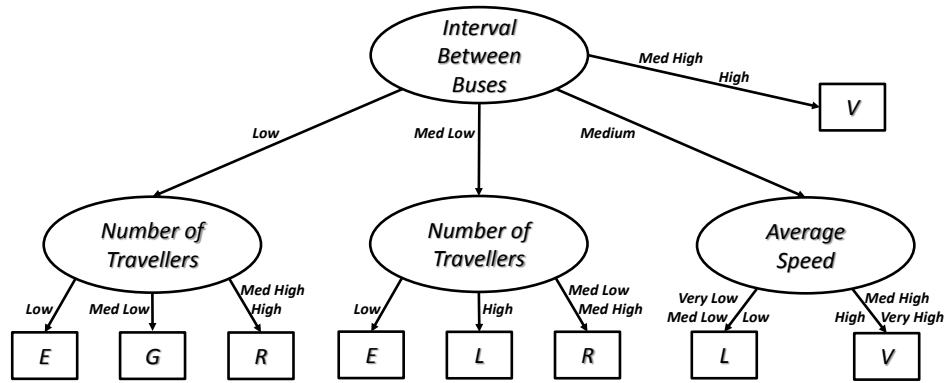 Interval
Between
Buses
Med High
High
V
Low
Med Low
Medium
Number of
Travellers
Number of
Travellers
Average
Speed
Low
Med Low
Med High
High
Low
High
Med Low
Med High
Very Low
Med Low
Low
Med High
High
Very High
E
G
R
E
L
R
L
V